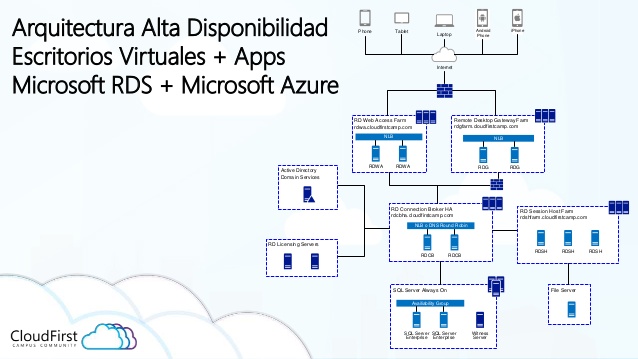 Arquitectura Alta Disponibilidad
Escritorios Virtuales + Apps
Microsoft RDS + Microsoft Azure
Phone
Tablet
Laptop
Android
Phone
iPhone
Internet
RD Web Access Farm
rdwa.cloudfirstcamp.com
NLB
RDWA
RDWA
Remote Desktop Gateway Farm
rdgfarm.cloudfirstcamp.com
NLB
RDG
RDG
Active Directory
Domain Services
RD Connection Broker HA
rdcbha.cloudfirstcamp.com
NLB o DNS Round Robin
RDCB
RDCB
RD Session Host Farm
rdshfarm.cloudfirstcamp.com
RDSH
RDSH
RDSH
RD Licensing Servers
SQL Server Always On
Availability Group
SQL Server
Enterprise
SQL Server
Enterprise
Witness
Server
File Server
CloudFirst
CAMPUS COMMUNITY